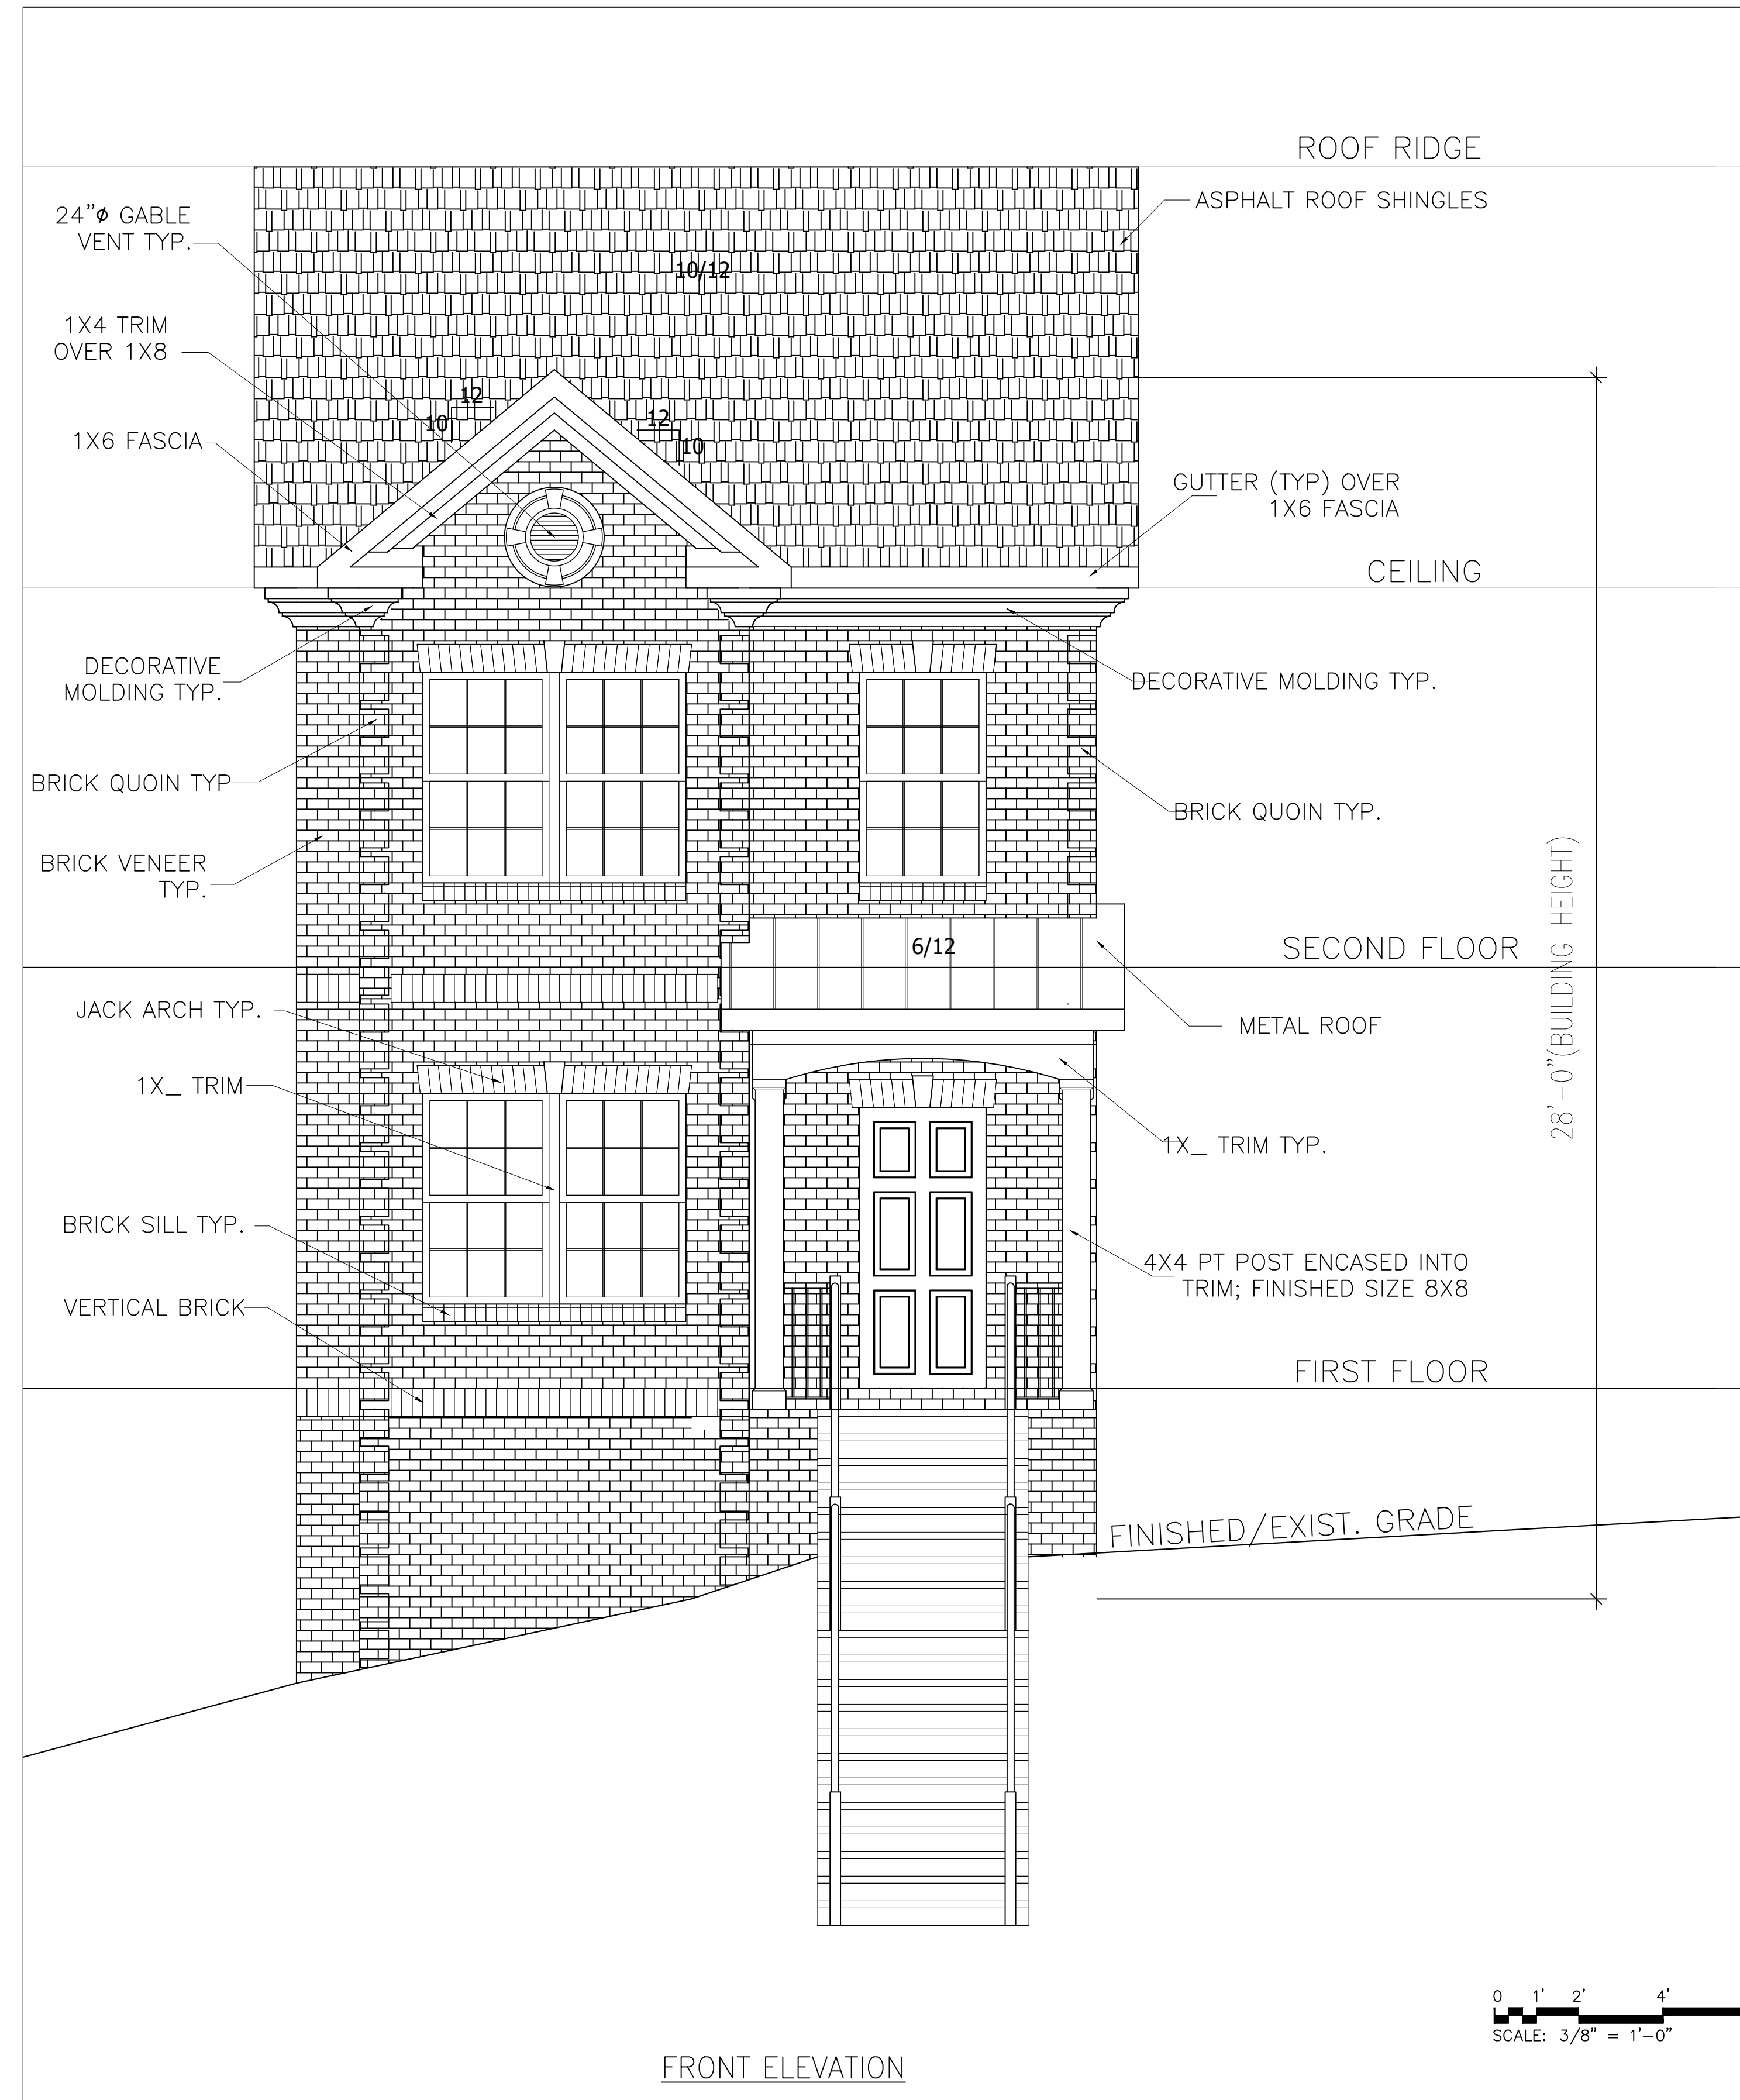 ROOF RIDGE
ASPHALT ROOF SHINGLES
24"ø GABLE
VENT TYP.
10/12
1X4 TRIM
OVER 1X8
12
10
12
10
1X6 FASCIA
GUTTER (TYP) OVER
1X6 FASCIA
CEILING
DECORATIVE
MOLDING TYP.
DECORATIVE MOLDING TYP.
BRICK QUOIN TYP
BRICK QUOIN TYP.
BRICK VENEER
TYP.
28'-0"(BUILDING HEIGHT)
6/12
SECOND FLOOR
JACK ARCH TYP.
METAL ROOF
1X_ TRIM
1X_ TRIM TYP.
BRICK SILL TYP.
4X4 PT POST ENCASED INTO
TRIM; FINISHED SIZE 8X8
VERTICAL BRICK
FIRST FLOOR
FINISHED/EXIST. GRADE
0 1' 2' 4'
SCALE: 3/8" = 1'-0"
FRONT ELEVATION